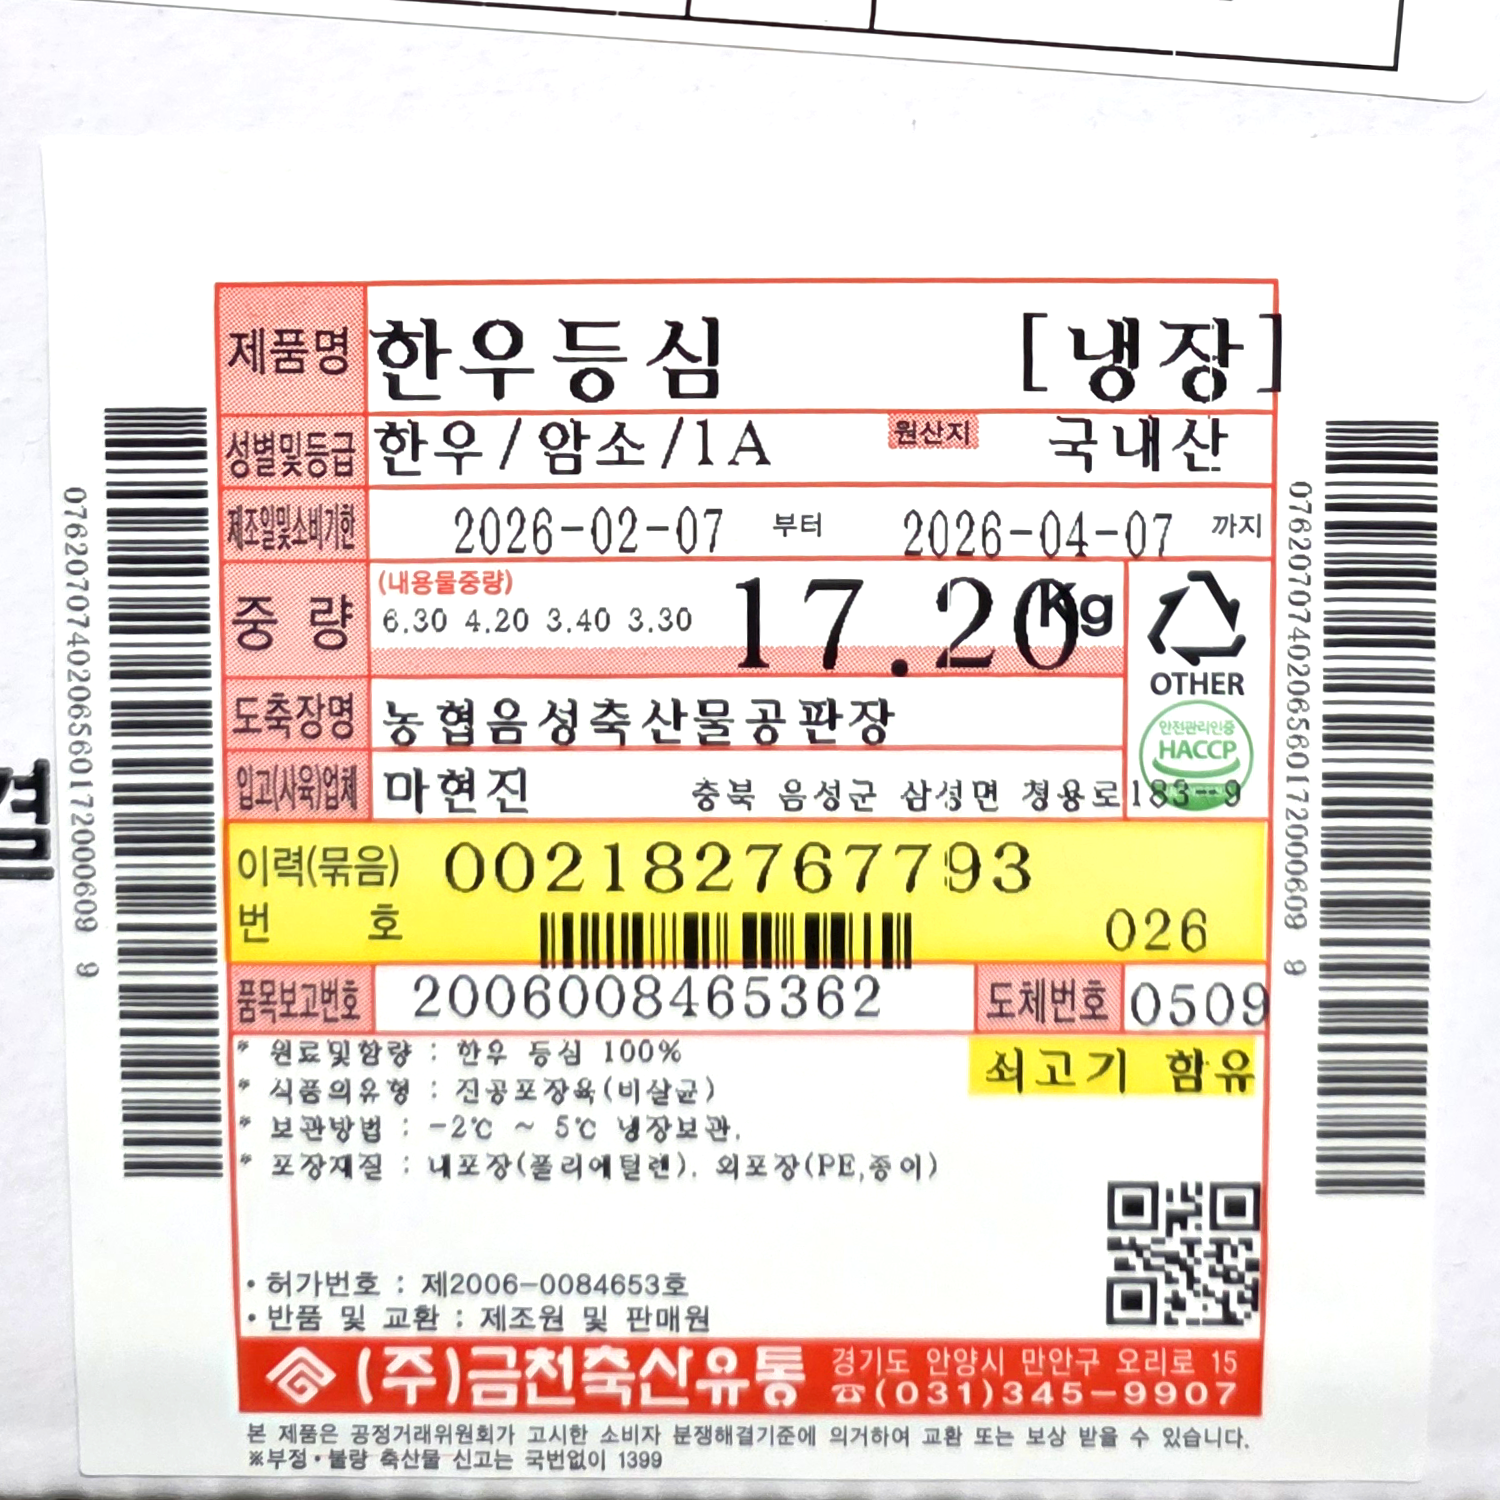 제품명 한우등심 [냉장]
성별및등급 한우/암소/1A 원산지 국내산
제조일및소비기한 2026-02-07 부터 2026-04-07 까지
중 량 (내용물중량) 6.30 4.20 3.40 3.30 17.20 Kg
OTHER
도축장명 농협음성축산물공판장
안전관리인증
HACCP
입고(사육)업체 마현진 충북 음성군 삼성면 청용로183-9
이력(묶음) 번 호 002182767793
026
품목보고번호 2006008465362 도체번호 0509
* 원료및함량 : 한우 등심 100%
쇠고기 함유
* 식품의유형 : 진공포장육(비살균)
* 보관방법 : -2℃ ~ 5℃ 냉장보관.
* 포장재질 : 내포장(폴리에틸렌). 외포장(PE,종이)
• 허가번호 : 제2006-0084653호
• 반품 및 교환 : 제조원 및 판매원
(주)금천축산유통 경기도 안양시 만안구 오리로 15
☎(031)345-9907
본 제품은 공정거래위원회가 고시한 소비자 분쟁해결기준에 의거하여 교환 또는 보상 받을 수 있습니다.
※부정•불량 축산물 신고는 국번없이 1399